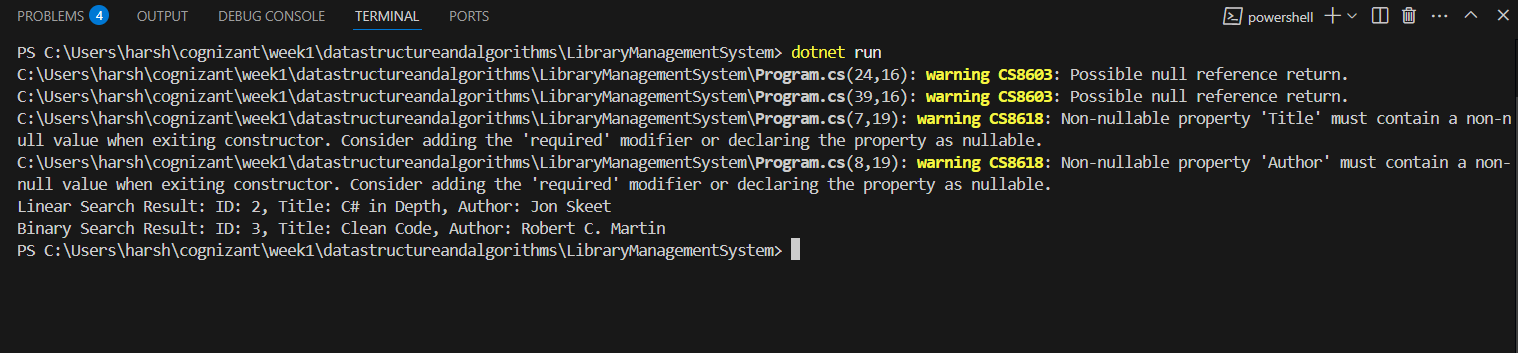 PROBLEMS 4 OUTPUT DEBUG CONSOLE TERMINAL PORTS powershell
PS C:\Users\harsh\cognizant\week1\datastructureandalgorithms\LibraryManagementSystem> dotnet run
C:\Users\harsh\cognizant\week1\datastructureandalgorithms\LibraryManagementSystem\Program.cs(24,16): warning CS8603: Possible null reference return.
C:\Users\harsh\cognizant\week1\datastructureandalgorithms\LibraryManagementSystem\Program.cs(39,16): warning CS8603: Possible null reference return.
C:\Users\harsh\cognizant\week1\datastructureandalgorithms\LibraryManagementSystem\Program.cs(7,19): warning CS8618: Non-nullable property 'Title' must contain a non-n
ull value when exiting constructor. Consider adding the 'required' modifier or declaring the property as nullable.
C:\Users\harsh\cognizant\week1\datastructureandalgorithms\LibraryManagementSystem\Program.cs(8,19): warning CS8618: Non-nullable property 'Author' must contain a non-
null value when exiting constructor. Consider adding the 'required' modifier or declaring the property as nullable.
Linear Search Result: ID: 2, Title: C# in Depth, Author: Jon Skeet
Binary Search Result: ID: 3, Title: Clean Code, Author: Robert C. Martin
PS C:\Users\harsh\cognizant\week1\datastructureandalgorithms\LibraryManagementSystem>